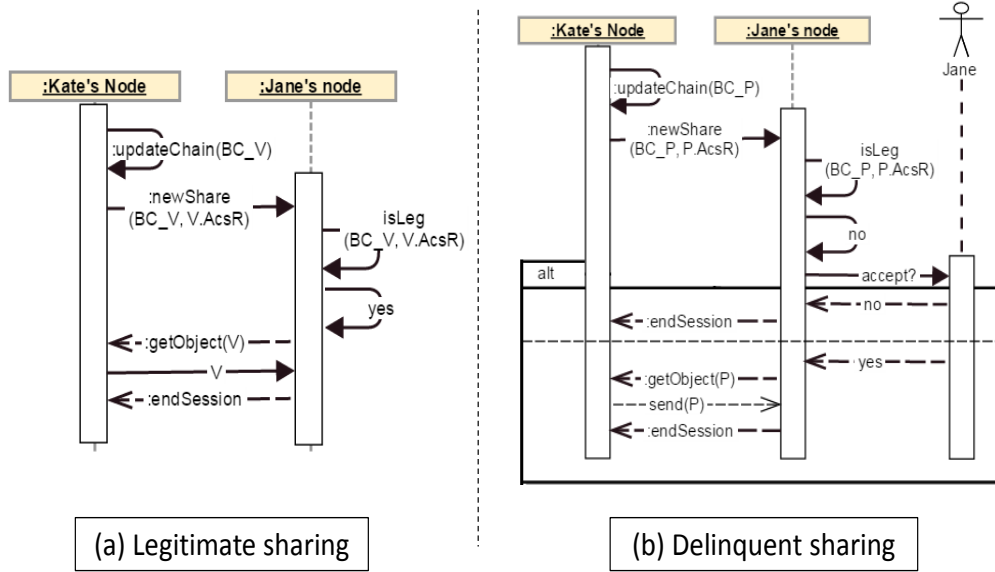 :Kate's Node
:Jane's node
:updateChain(BC_V)
:newShare
(BC_V, V.AcsR)
isLeg
(BC_V, V.AcsR)
yes
:getObject(V)
V
:endSession
(a) Legitimate sharing
:Kate's Node
:Jane's node
Jane
:updateChain(BC_P)
:newShare
(BC_P, P.AcsR)
isLeg
(BC_P, P.AcsR)
no
alt
accept?
no
:endSession
yes
:getObject(P)
send(P)
:endSession
(b) Delinquent sharing